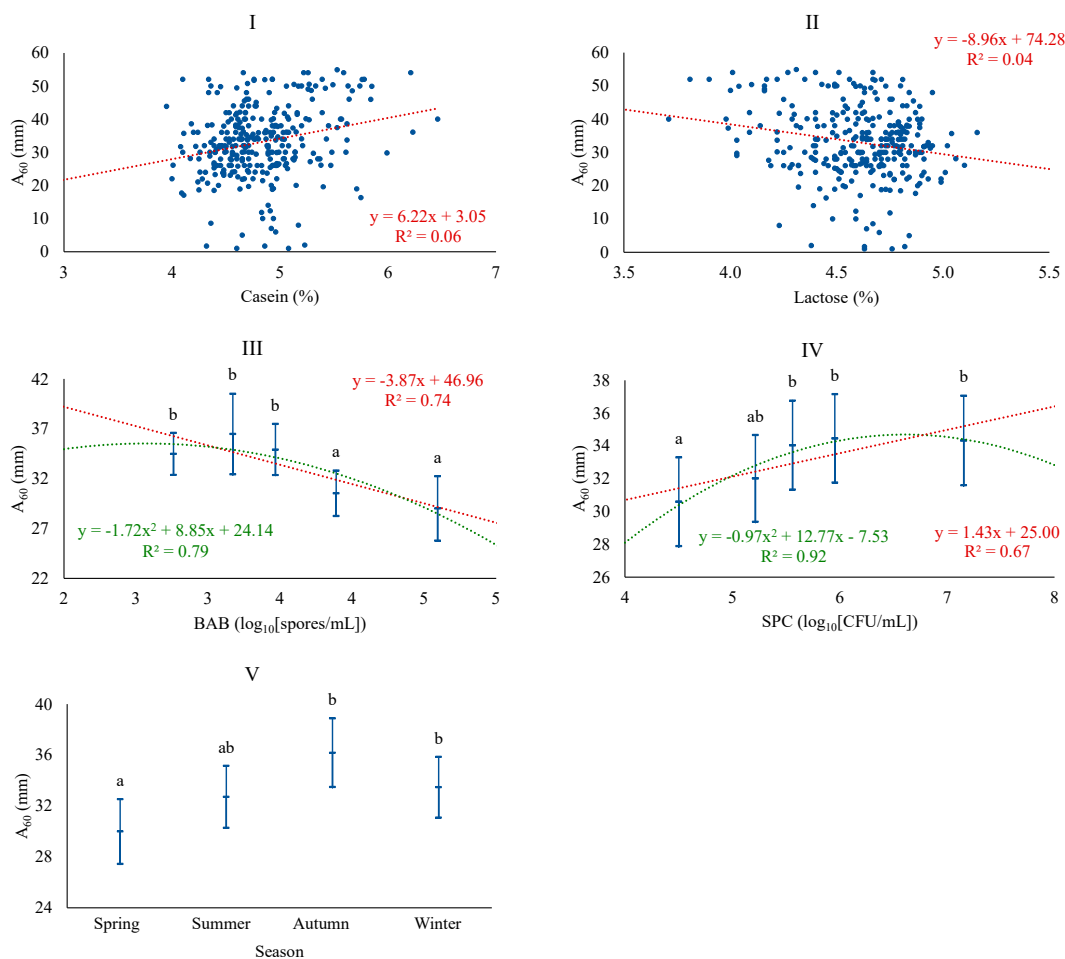 I
60
50
40
30
20
10
0
A₆₀ (mm)
y = 6.22x + 3.05
R² = 0.06
3 4 5 6 7
Casein (%)
II
y = -8.96x + 74.28
R² = 0.04
60
50
40
30
20
10
0
A₆₀ (mm)
3.5 4.0 4.5 5.0 5.5
Lactose (%)
III
42
37
32
27
22
A₆₀ (mm)
y = -3.87x + 46.96
R² = 0.74
b b b a a
y = -1.72x² + 8.85x + 24.14
R² = 0.79
2 3 3 4 4 5 5
BAB (log₁₀[spores/mL])
IV
38
36
34
32
30
28
26
A₆₀ (mm)
a ab b b b
y = -0.97x² + 12.77x - 7.53
R² = 0.92
y = 1.43x + 25.00
R² = 0.67
4 5 6 7 8
SPC (log₁₀[CFU/mL])
V
40
36
32
28
24
A₆₀ (mm)
a ab b b
Spring Summer Autumn Winter
Season